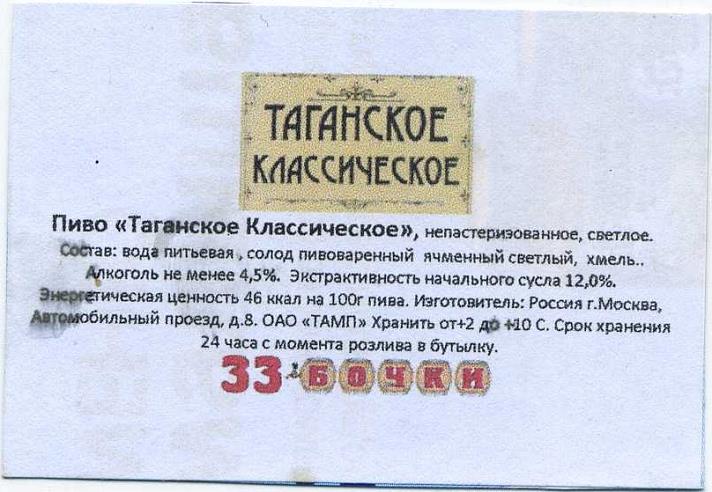 ТАГАНСКОЕ
КЛАССИЧЕСКОЕ
Пиво «Таганское Классическое», непастеризованное, светлое.
Состав: вода питьевая , солод пивоваренный ячменный светлый, хмель..
Алкоголь не менее 4,5%. Экстрактивность начального сусла 12,0%.
Энергетическая ценность 46 ккал на 100г пива. Изготовитель: Россия г.Москва,
Автомобильный проезд, д.8. ОАО «ТАМП» Хранить от+2 до +10 С. Срок хранения
24 часа с момента розлива в бутылку.
33 БОЧКИ